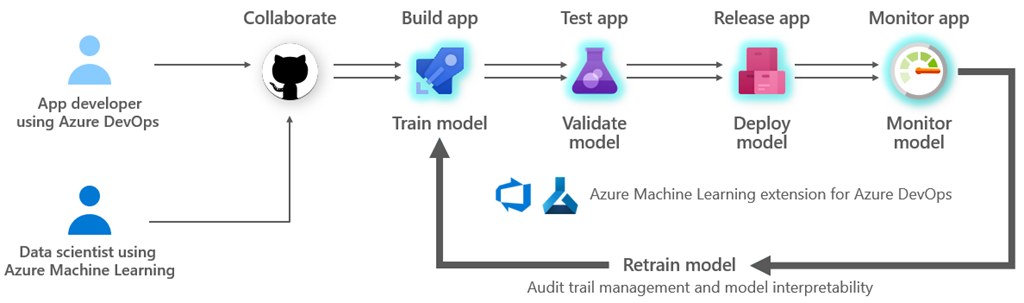 Collaborate
Build app
Test app
Release app
Monitor app
App developer
using Azure DevOps
Train model
Validate
model
Deploy
model
Monitor
model
Azure Machine Learning extension for Azure DevOps
Data scientist using
Azure Machine Learning
Retrain model
Audit trail management and model interpretability